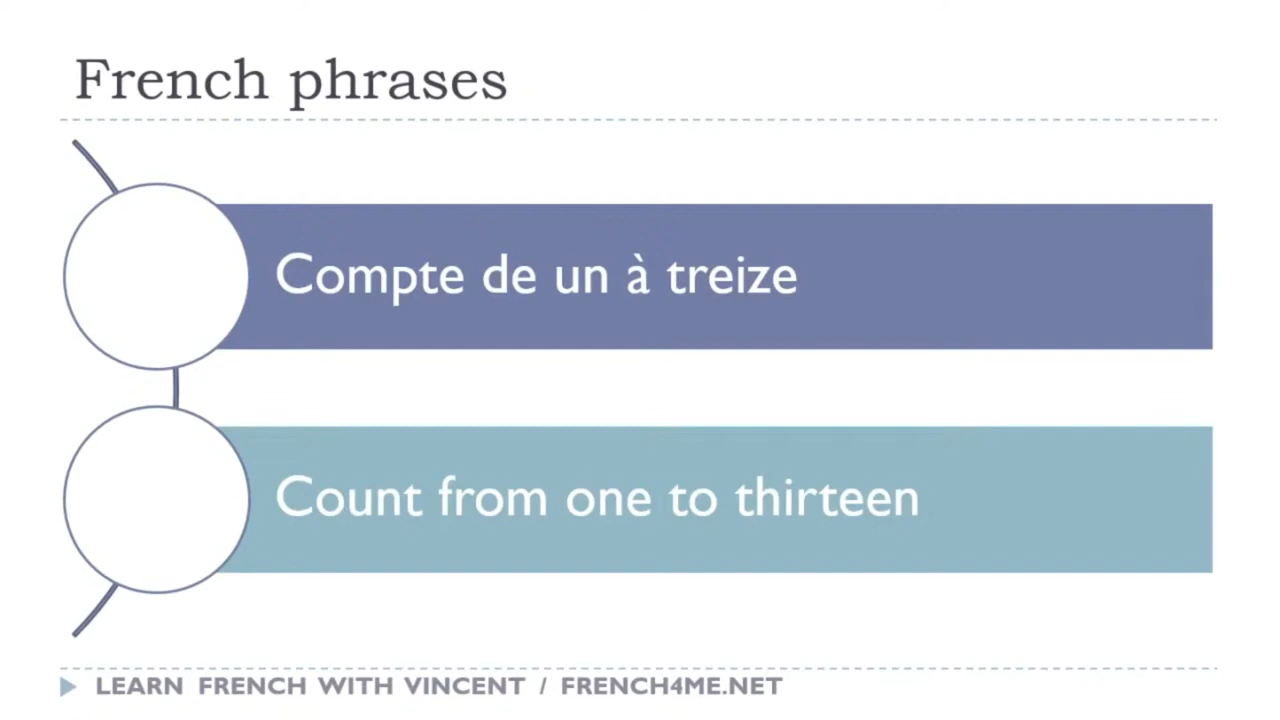 French phrases
Compte de un à treize
Count from one to thirteen
LEARN FRENCH WITH VINCENT / FRENCH4ME.NET